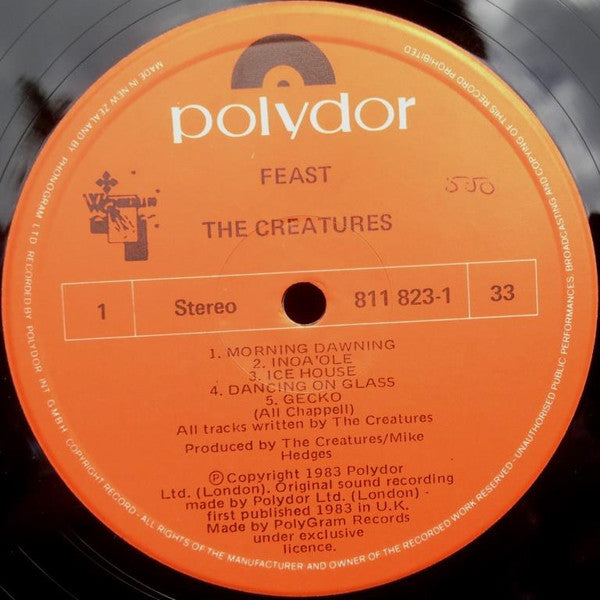 polydor
FEAST
5-50
WONDERLAND
THE CREATURES
1 Stereo 811 823-1 33
1. MORNING DAWNING
2. INOA'OLE
3. ICE HOUSE
4. DANCING ON GLASS
5. GECKO
(All Chappell)
All tracks written by The Creatures
Produced by The Creatures/Mike
Hedges
Ⓟ Copyright 1983 Polydor
Ltd. (London). Original sound recording
made by Polydor Ltd. (London) -
first published 1983 in U.K.
Made by PolyGram Records
under exclusive
licence.
MADE IN NEW ZEALAND BY PHONOGRAM LTD RECORDED BY POLYDOR INT GMBH COPYRIGHT RECORD - ALL RIGHTS OF THE MANUFACTURER AND OWNER OF THE RECORDED WORK RESERVED - UNAUTHORISED PUBLIC PERFORMANCES, BROADCASTING AND COPYING OF THIS RECORD PROHIBITED